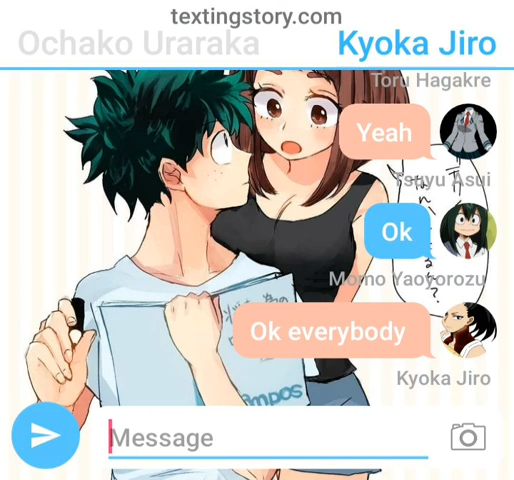 textingstory.com
Ochako Uraraka Kyoka Jiro
Toru Hagakre
Yeah
Tsuyu Asui
Ok
Momo Yaoyorozu
Ok everybody
Kyoka Jiro
Message